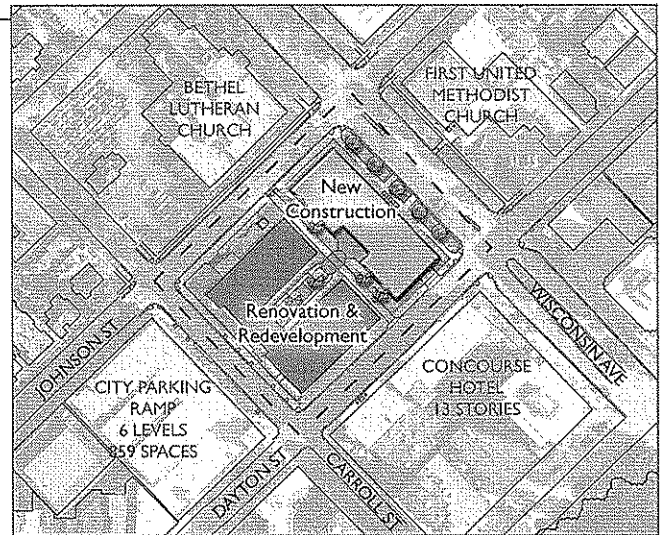 BETHEL
LUTHERAN
CHURCH
FIRST UNITED
METHODIST
CHURCH
New
Construction
Renovation &
Redevelopment
WISCONSIN AVE
JOHNSON ST
CITY PARKING
RAMP
6 LEVELS
859 SPACES
CONCOURSE
HOTEL
13 STORIES
DAYTON ST
CARROLL ST